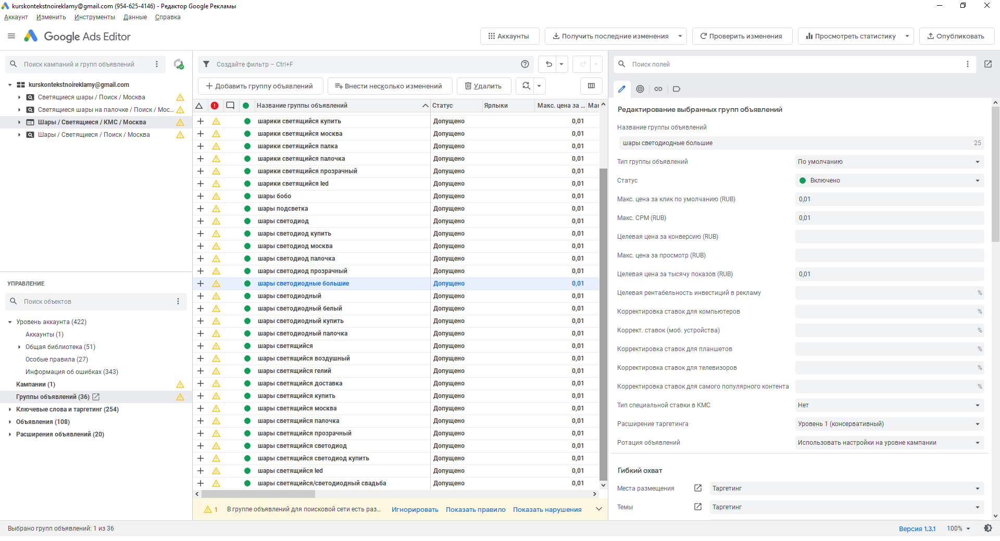 kurskontekstnoireklamy@gmail.com (954-625-4146) - Редактор Google Рекламы
Аккаунт Изменить Инструменты Данные Справка
Google Ads Editor
Аккаунты
Получить последние изменения
Проверить изменения
Просмотреть статистику
Опубликовать
Поиск кампаний и групп объявлений
kurskontekstnoireklamy@gmail.com
Светящиеся шары / Поиск / Москва
Светящиеся шары на палочке / Поиск / Мос...
Шары / Светящиеся / КМС / Москва
Шары / Светящиеся / Поиск / Москва
УПРАВЛЕНИЕ
Поиск объектов
Уровень аккаунта (422)
Аккаунты (1)
Общая библиотека (51)
Особые правила (27)
Информация об ошибках (343)
Кампании (1)
Группы объявлений (36)
Ключевые слова и таргетинг (254)
Объявления (108)
Расширения объявлений (20)
Создайте фильтр – Ctrl+F
Добавить группу объявлений
Внести несколько изменений
Удалить
Название группы объявлений Статус Ярлыки Макс. цена за ... Мак
шарики светящийся купить Допущено 0,01
шарики светящийся москва Допущено 0,01
шарики светящийся палка Допущено 0,01
шарики светящийся палочка Допущено 0,01
шарики светящийся прозрачный Допущено 0,01
шарики светящийся led Допущено 0,01
шары бобо Допущено 0,01
шары подсветка Допущено 0,01
шары светодиод Допущено 0,01
шары светодиод купить Допущено 0,01
шары светодиод москва Допущено 0,01
шары светодиод палочка Допущено 0,01
шары светодиод прозрачный Допущено 0,01
шары светодиодные большие Допущено 0,01
шары светодиодный Допущено 0,01
шары светодиодный белый Допущено 0,01
шары светодиодный купить Допущено 0,01
шары светодиодный палочка Допущено 0,01
шары светящийся Допущено 0,01
шары светящийся воздушный Допущено 0,01
шары светящийся гелий Допущено 0,01
шары светящийся доставка Допущено 0,01
шары светящийся купить Допущено 0,01
шары светящийся москва Допущено 0,01
шары светящийся палочка Допущено 0,01
шары светящийся прозрачный Допущено 0,01
шары светящийся светодиод Допущено 0,01
шары светящийся светодиод купить Допущено 0,01
шары светящийся led Допущено 0,01
шары светящийся/светодиодный свадьба Допущено 0,01
1 В группе объявлений для поисковой сети есть раз... Игнорировать Показать правило Показать нарушения
Поиск полей
Редактирование выбранных групп объявлений
Название группы объявлений
шары светодиодные большие 25
Тип группы объявлений По умолчанию
Статус Включено
Макс. цена за клик по умолчанию (RUB) 0,01
Макс. CPM (RUB) 0,01
Целевая цена за конверсию (RUB)
Макс. цена за просмотр (RUB)
Целевая цена за тысячу показов (RUB) 0,01
Целевая рентабельность инвестиций в рекламу %
Корректировка ставок для компьютеров %
Коррект. ставок (моб. устройства) %
Корректировка ставок для планшетов %
Корректировка ставок для телевизоров %
Корректировка ставок для самого популярного контента %
Тип специальной ставки в КМС Нет
Расширение таргетинга Уровень 1 (консервативный)
Ротация объявлений Использовать настройки на уровне кампании
Гибкий охват
Места размещения Таргетинг
Темы Таргетинг
Выбрано групп объявлений: 1 из 36
Версия 1.3.1 100%